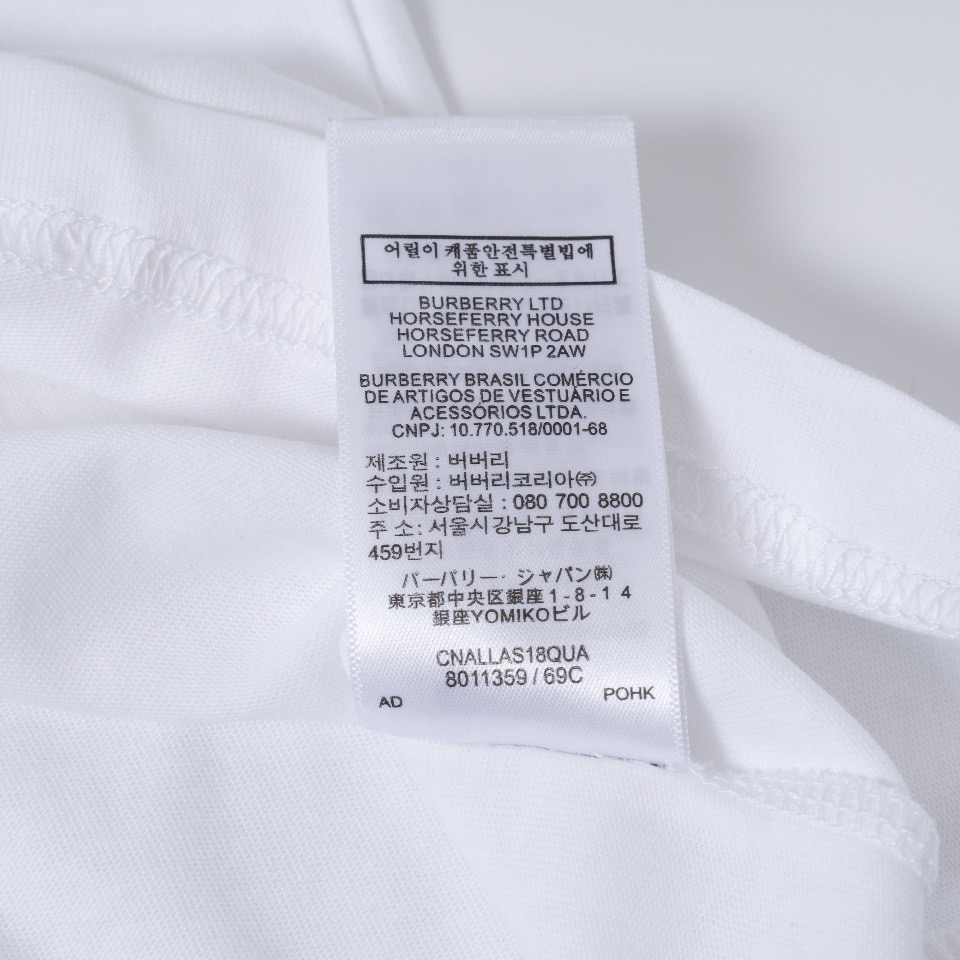 어릴이 캐품안전특별법에
위한 표시
BURBERRY LTD
HORSEFERRY HOUSE
HORSEFERRY ROAD
LONDON SW1P 2AW
BURBERRY BRASIL COMÉRCIO
DE ARTIGOS DE VESTUÁRIO E
ACESSÓRIOS LTDA.
CNPJ: 10.770.518/0001-68
제조원 : 버버리
수입원 : 버버리코리아㈜
소비자상담실 : 080 700 8800
주 소: 서울시강남구 도산대로
459번지
バーバリー・ジャパン㈱
東京都中央区銀座1-8-14
銀座YOMIKOビル
CNALLAS18QUA
8011359 / 69C
AD POHK